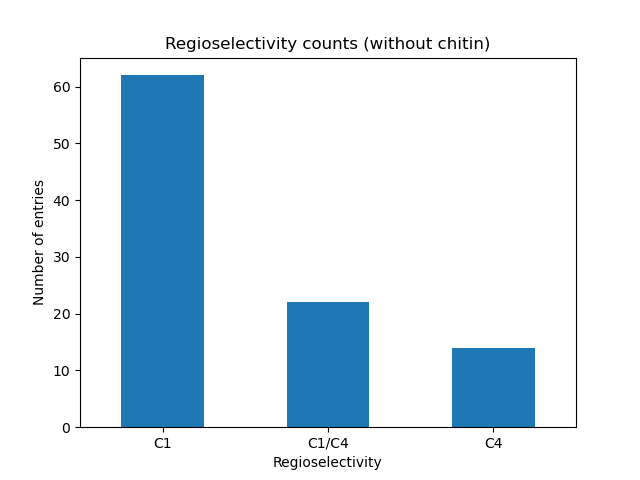 Regioselectivity counts (without chitin)
60
50
40
30
20
10
0
Number of entries
C1
C1/C4
C4
Regioselectivity